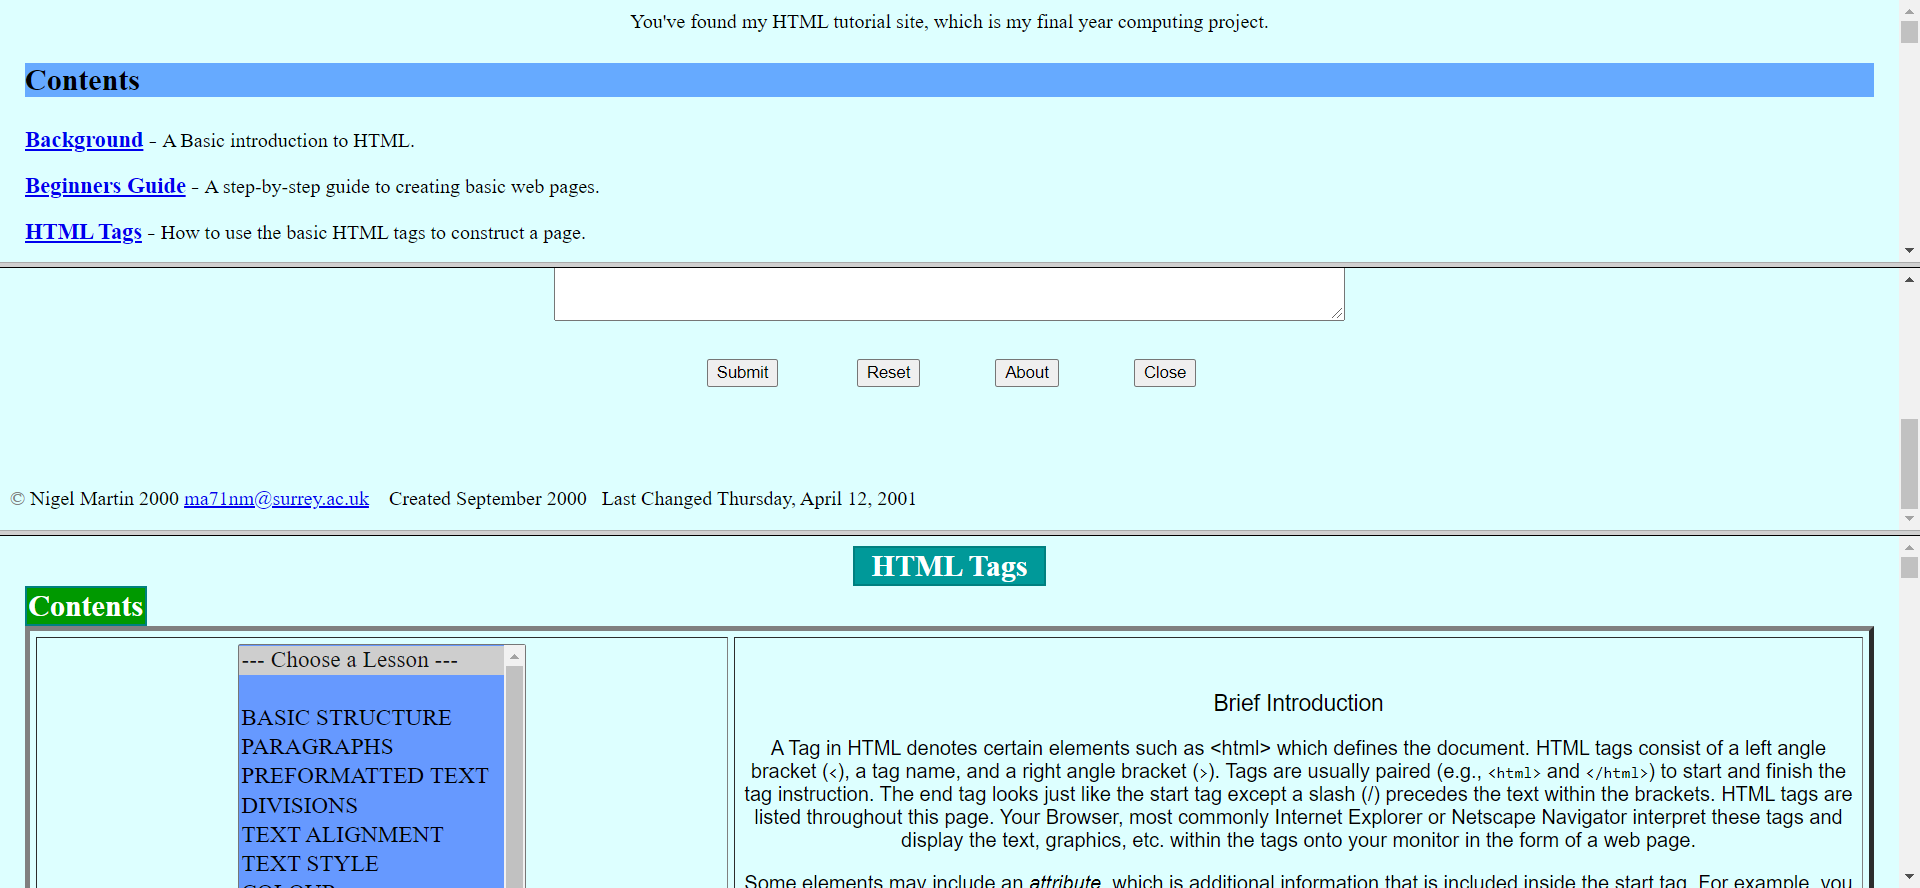 You've found my HTML tutorial site, which is my final year computing project.
Contents
Background - A Basic introduction to HTML.
Beginners Guide - A step-by-step guide to creating basic web pages.
HTML Tags - How to use the basic HTML tags to construct a page.
Submit Reset About Close
© Nigel Martin 2000 ma71nm@surrey.ac.uk Created September 2000 Last Changed Thursday, April 12, 2001
HTML Tags
Contents
--- Choose a Lesson ---
BASIC STRUCTURE
PARAGRAPHS
PREFORMATTED TEXT
DIVISIONS
TEXT ALIGNMENT
TEXT STYLE
COLOUR
Brief Introduction
A Tag in HTML denotes certain elements such as <html> which defines the document. HTML tags consist of a left angle
bracket (<), a tag name, and a right angle bracket (>). Tags are usually paired (e.g., <html> and </html>) to start and finish the
tag instruction. The end tag looks just like the start tag except a slash (/) precedes the text within the brackets. HTML tags are
listed throughout this page. Your Browser, most commonly Internet Explorer or Netscape Navigator interpret these tags and
display the text, graphics, etc. within the tags onto your monitor in the form of a web page.
Some elements may include an attribute, which is additional information that is included inside the start tag. For example, you